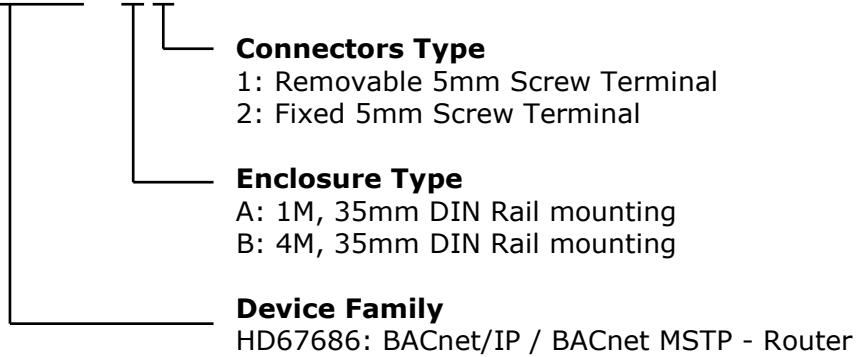 Connectors Type
1: Removable 5mm Screw Terminal
2: Fixed 5mm Screw Terminal
Enclosure Type
A: 1M, 35mm DIN Rail mounting
B: 4M, 35mm DIN Rail mounting
Device Family
HD67686: BACnet/IP / BACnet MSTP - Router